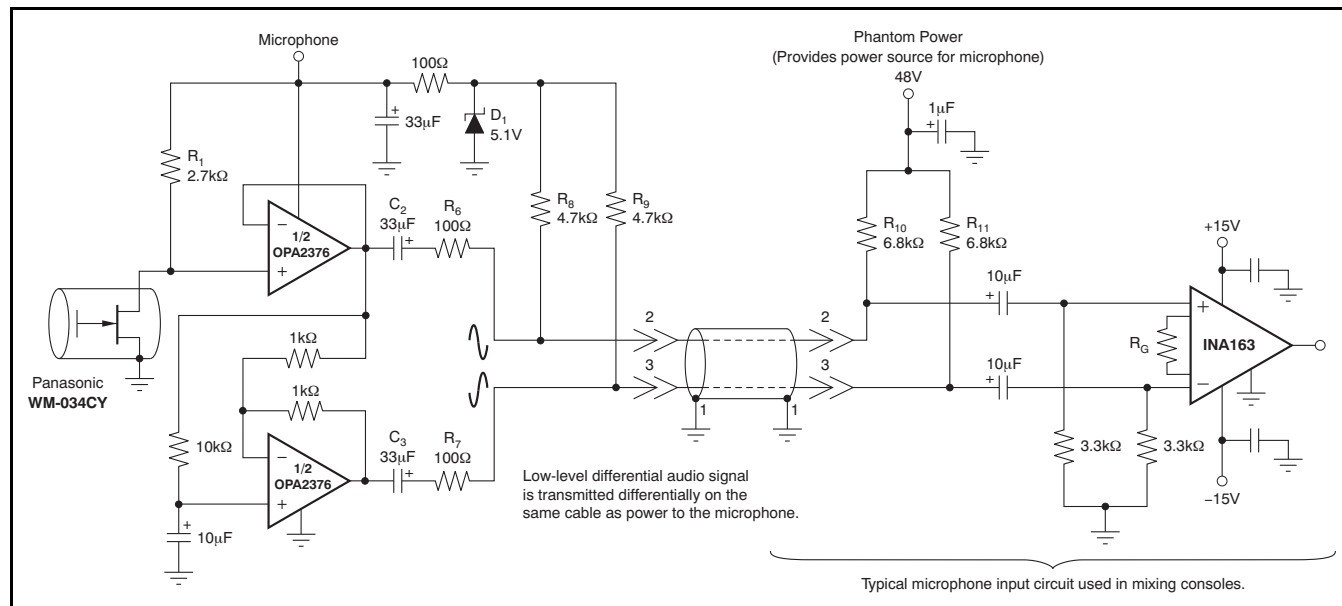 Microphone
100Ω
+
33μF
D1
5.1V
R1
2.7kΩ
−
1/2
OPA2376
+
C2
33μF
+
R6
100Ω
R8
4.7kΩ
R9
4.7kΩ
Panasonic
WM-034CY
1kΩ
1kΩ
10kΩ
−
1/2
OPA2376
+
+
10μF
C3
33μF
+
R7
100Ω
2
3
1
2
3
1
Low-level differential audio signal
is transmitted differentially on the
same cable as power to the microphone.
Phantom Power
(Provides power source for microphone)
48V
1μF
+
R10
6.8kΩ
R11
6.8kΩ
10μF
+
10μF
+
3.3kΩ
3.3kΩ
+15V
+
RG
INA163
−
−15V
Typical microphone input circuit used in mixing consoles.